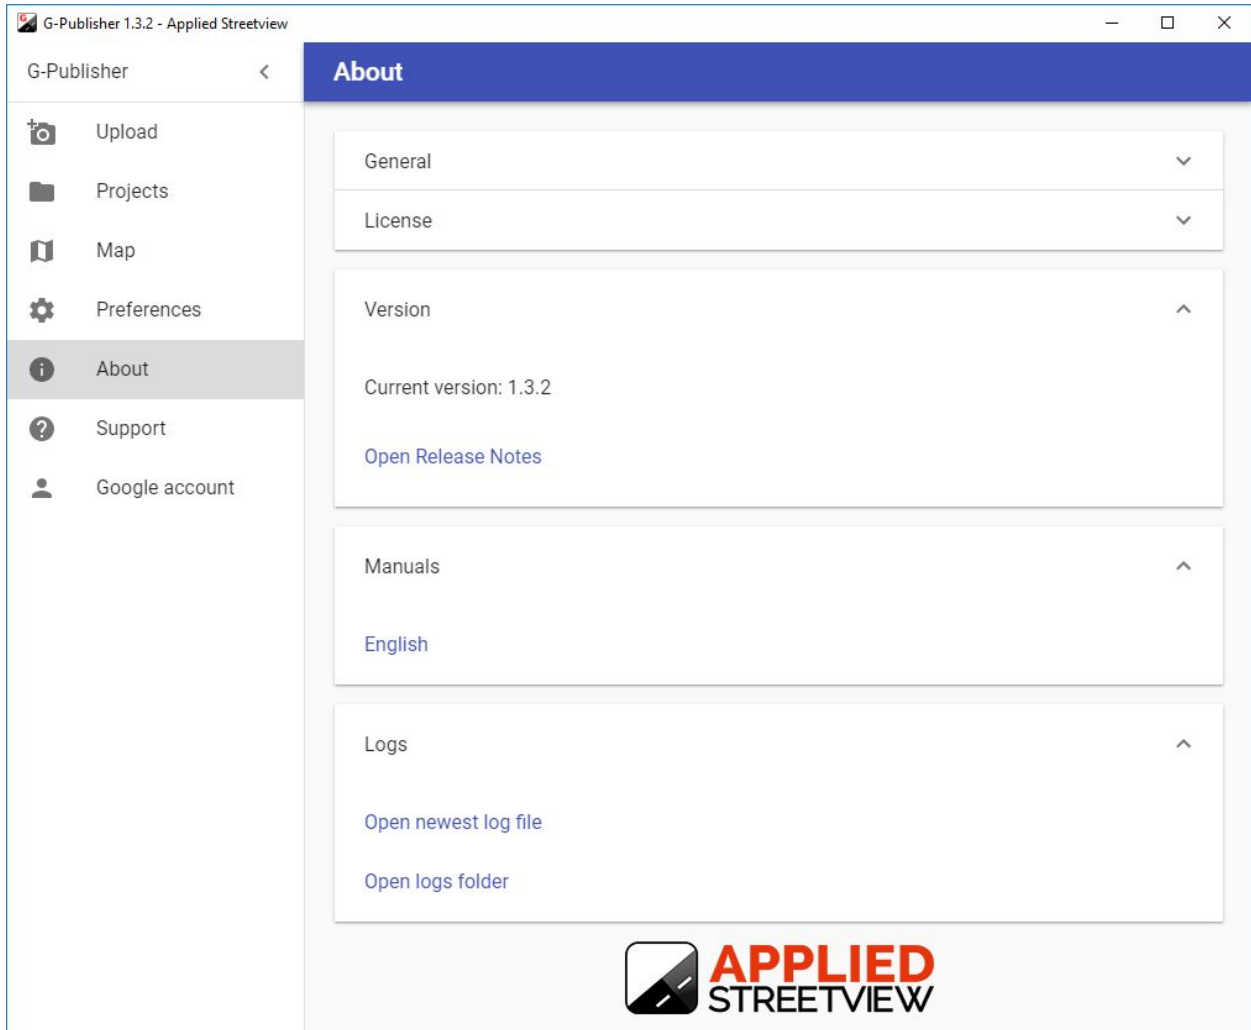 G-Publisher 1.3.2 - Applied Streetview
G-Publisher
About
Upload
Projects
Map
Preferences
About
Support
Google account
General
License
Version
Current version: 1.3.2
Open Release Notes
Manuals
English
Logs
Open newest log file
Open logs folder
APPLIED
STREETVIEW